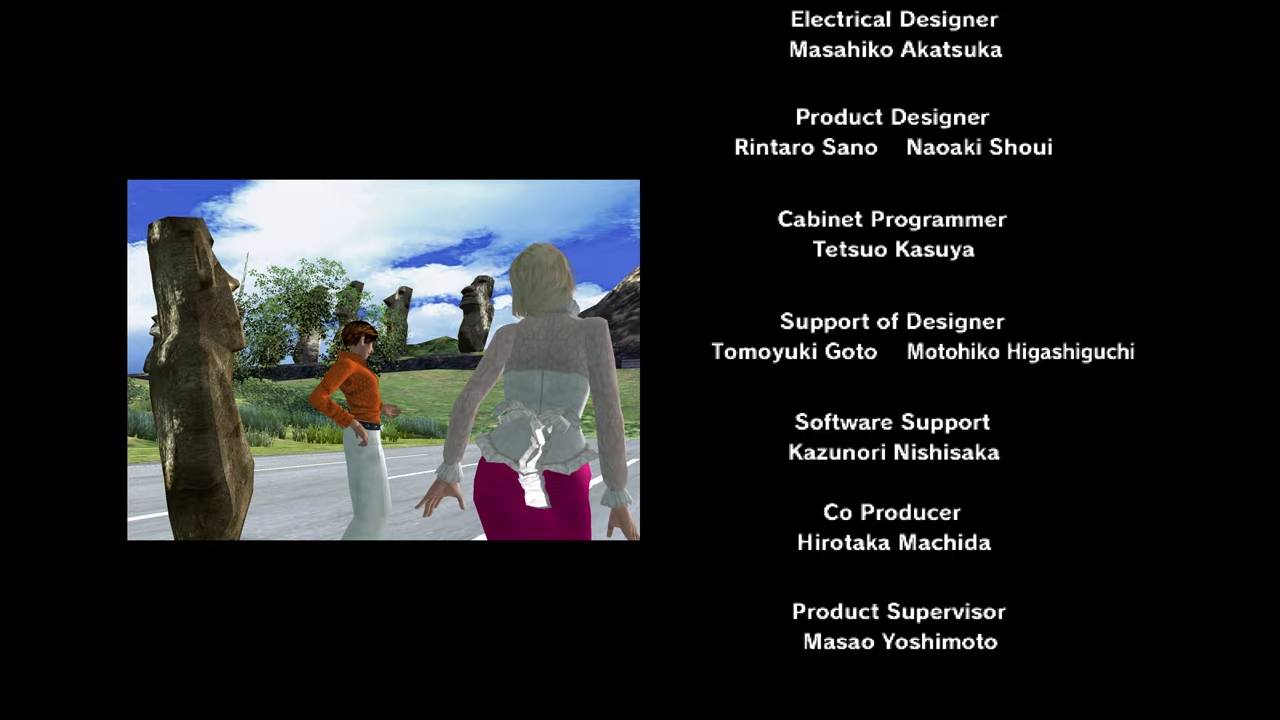 Electrical Designer
Masahiko Akatsuka
Product Designer
Rintaro Sano Naoaki Shoui
Cabinet Programmer
Tetsuo Kasuya
Support of Designer
Tomoyuki Goto Motohiko Higashiguchi
Software Support
Kazunori Nishisaka
Co Producer
Hirotaka Machida
Product Supervisor
Masao Yoshimoto